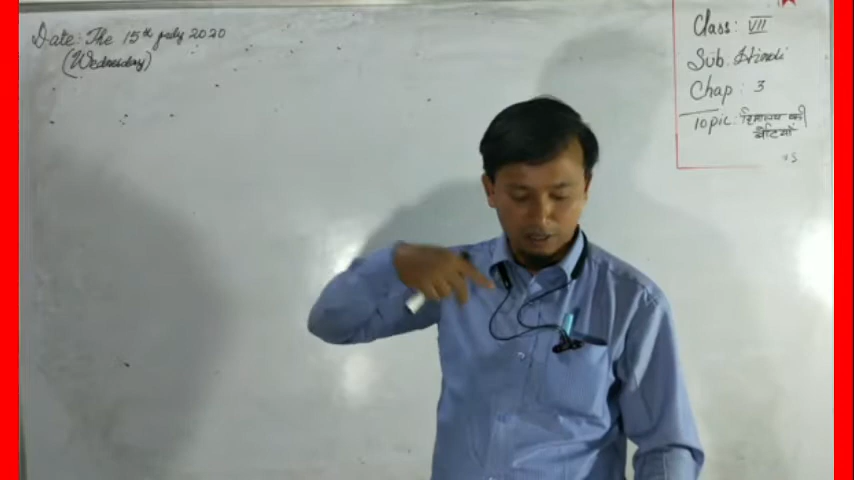 Date: The 15th july 2020
(Wednesday)
Class: VII
Sub. Hindi
Chap : 3
Topic: हिमालय की
बेटियाँ